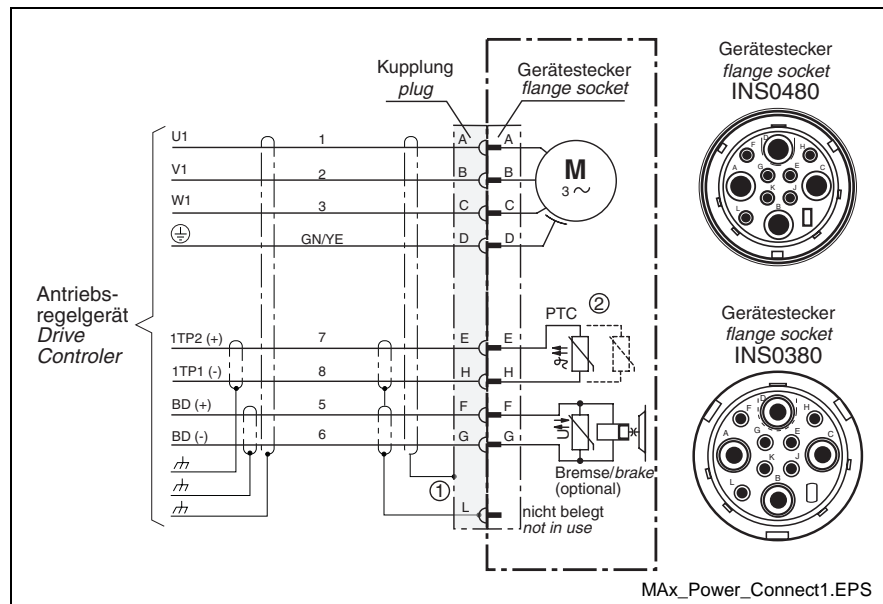 Kupplung
plug
Gerätestecker
flange socket
Gerätestecker
flange socket
INS0480
U1 1 A A
V1 2 B B
W1 3 C C
GN/YE D D
M
3 ~
Antriebs-
regelgerät
Drive
Controler
PTC ②
1TP2 (+) 7 E E
1TP1 (-) 8 H H
BD (+) 5 F F
BD (-) 6 G G
U
Bremse/brake
(optional)
①
L
nicht belegt
not in use
D
F H
G E
A C
K J
L B
Gerätestecker
flange socket
INS0380
D
F H
G E
A C
K J
L B
MAx_Power_Connect1.EPS